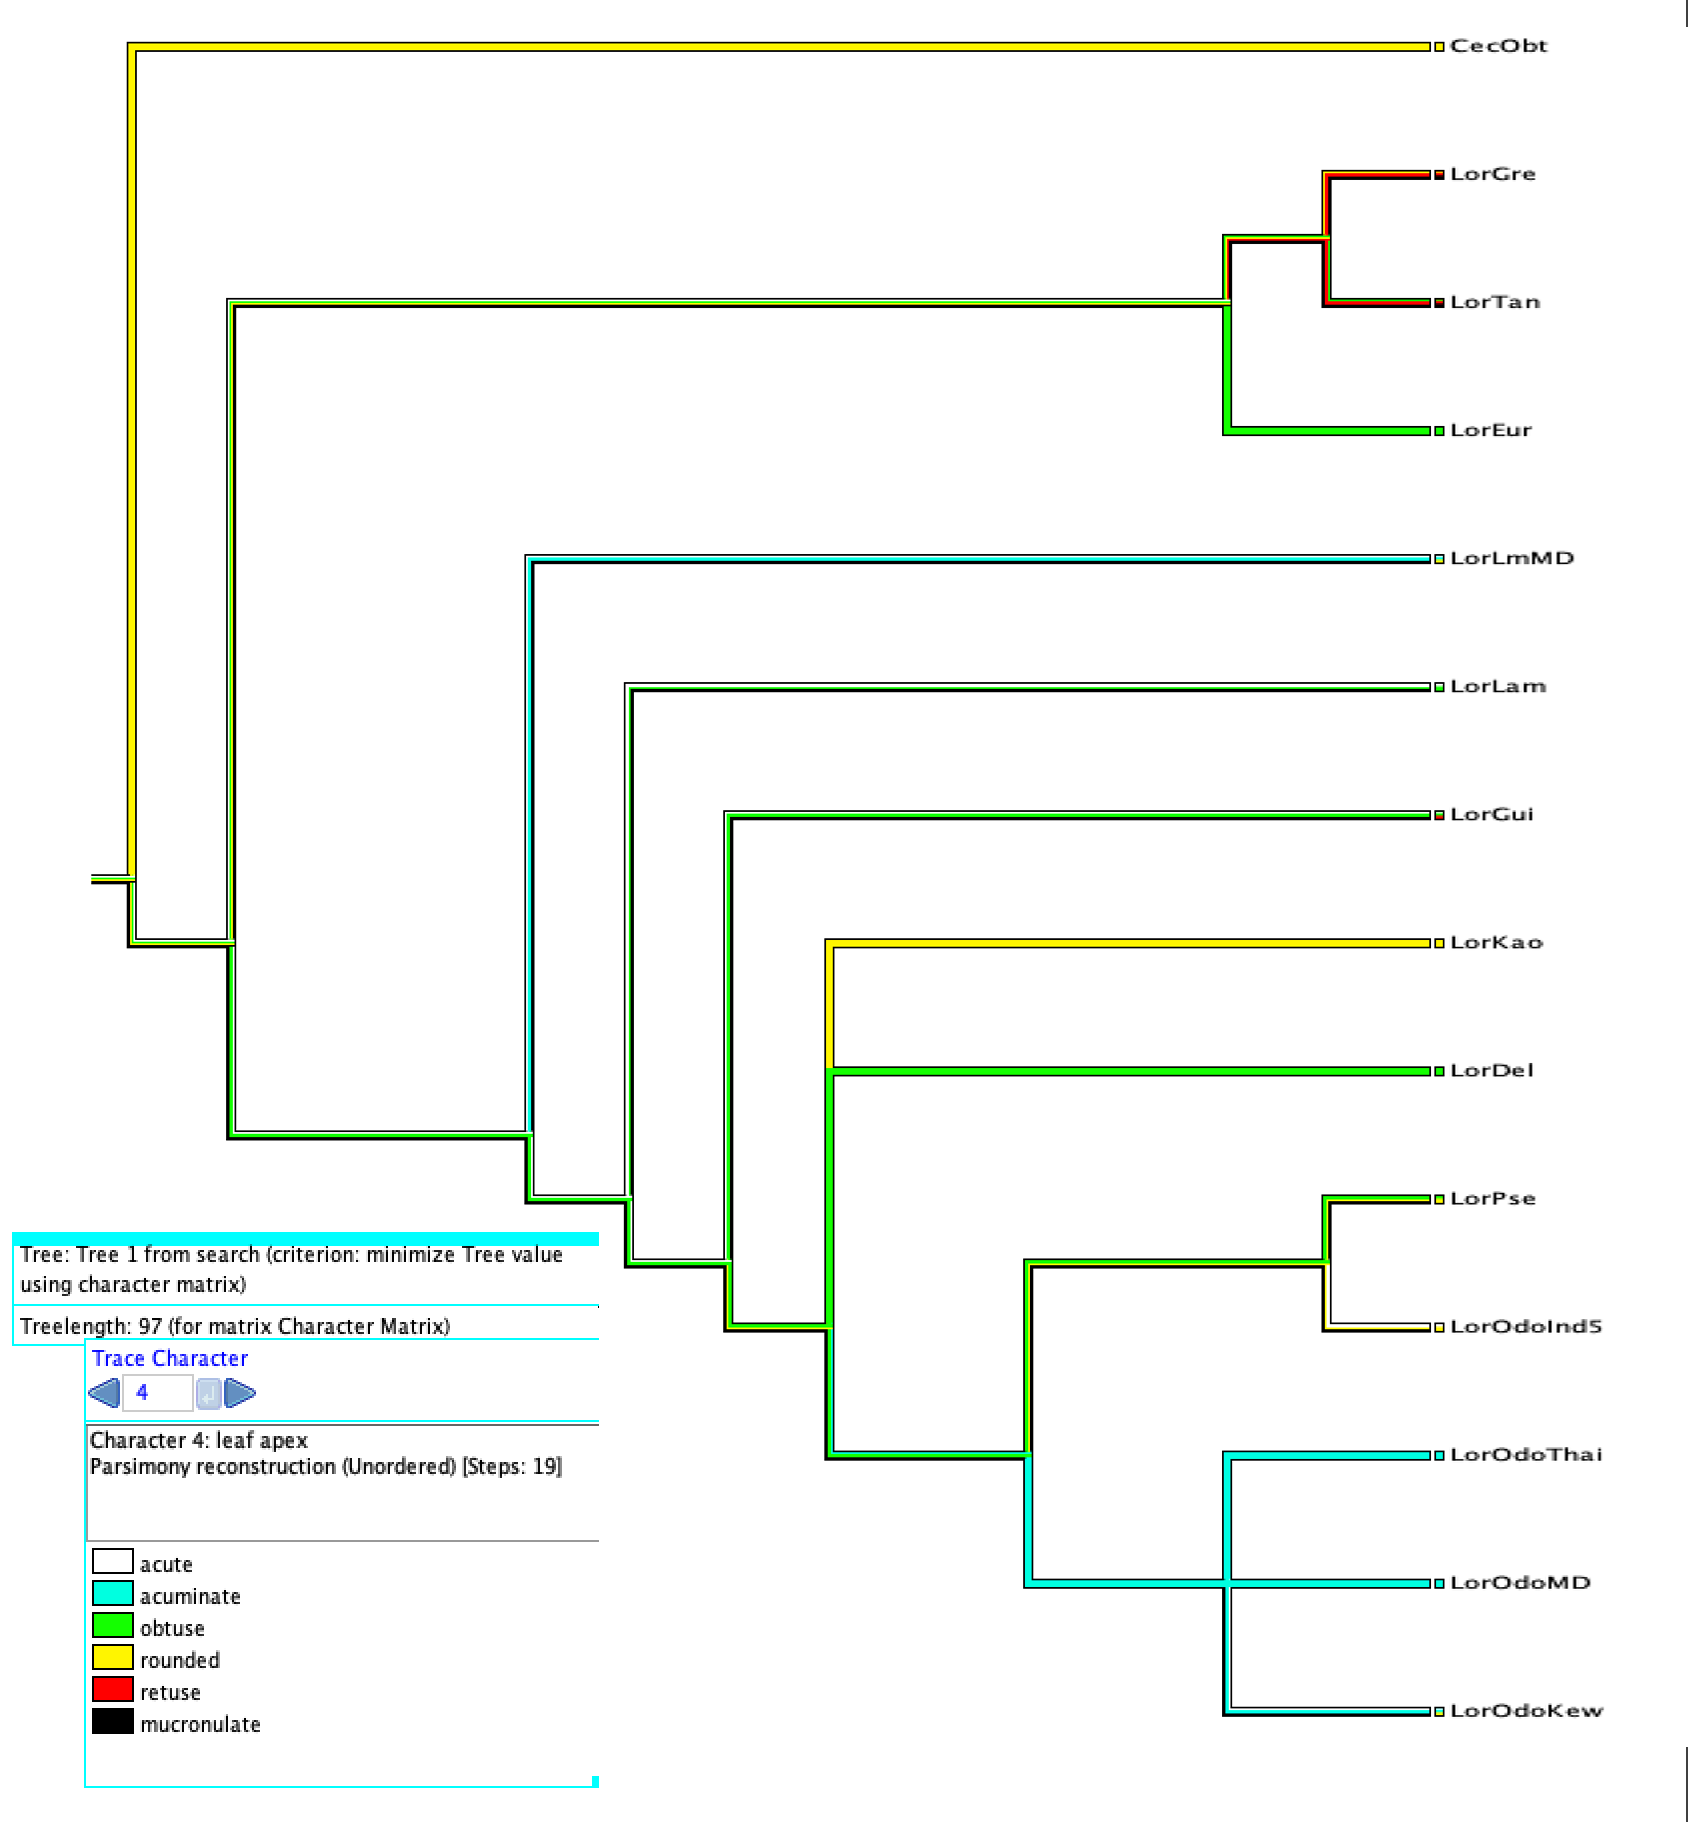 CecObt
LorGre
LorTan
LorEur
LorLmMD
LorLam
LorGui
LorKao
LorDel
LorPse
LorOdoInd5
LorOdoThai
LorOdoMD
LorOdoKew
Tree: Tree 1 from search (criterion: minimize Tree value
using character matrix)
Treelength: 97 (for matrix Character Matrix)
Trace Character
4
Character 4: leaf apex
Parsimony reconstruction (Unordered) [Steps: 19]
acute
acuminate
obtuse
rounded
retuse
mucronulate